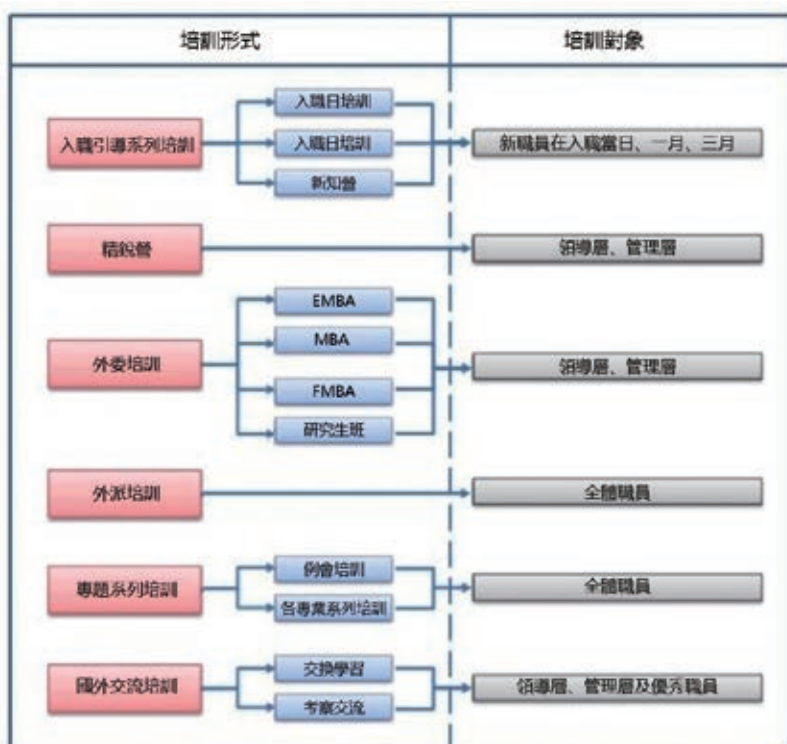 培訓形式
培訓對象
入職引導系列培訓
入職日培訓
入職日培訓
新知營
新職員在入職當日、一月、三月
精銳營
領導層、管理層
外委培訓
EMBA
MBA
FMBA
研究生班
領導層、管理層
外派培訓
全體職員
專題系列培訓
例會培訓
各專業系列培訓
全體職員
國外交流培訓
交換學習
考察交流
領導層、管理層及優秀職員